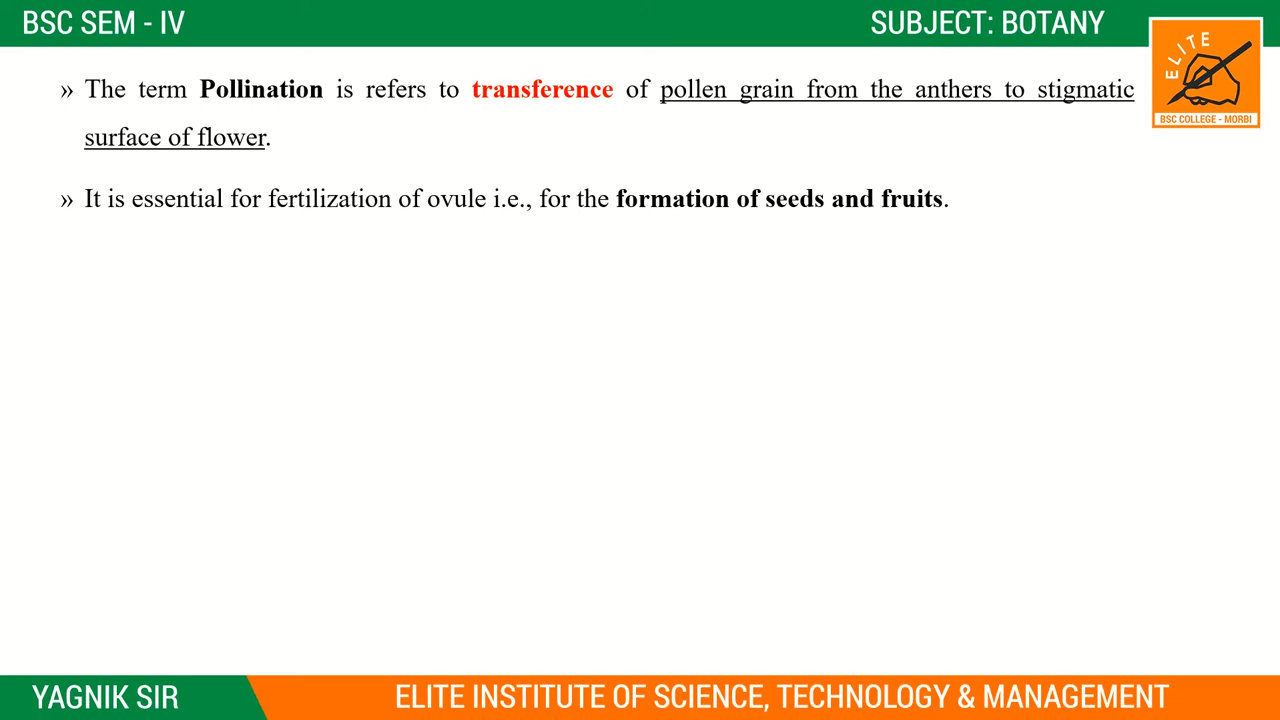 BSC SEM - IV
SUBJECT: BOTANY
ELITE
BSC COLLEGE - MORBI
» The term Pollination is refers to transference of pollen grain from the anthers to stigmatic
surface of flower.
» It is essential for fertilization of ovule i.e., for the formation of seeds and fruits.
YAGNIK SIR
ELITE INSTITUTE OF SCIENCE, TECHNOLOGY & MANAGEMENT